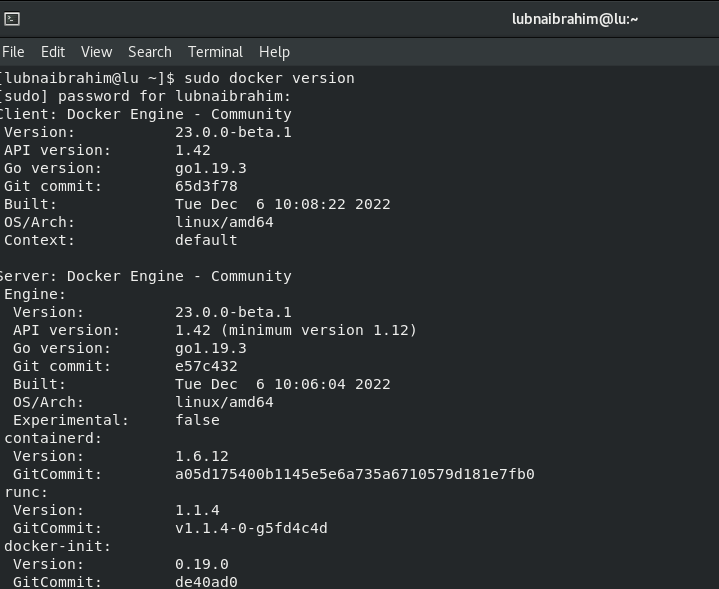 lubnaibrahim@lu:~
File Edit View Search Terminal Help
[lubnaibrahim@lu ~]$ sudo docker version
[sudo] password for lubnaibrahim:
Client: Docker Engine - Community
 Version:           23.0.0-beta.1
 API version:       1.42
 Go version:        go1.19.3
 Git commit:        65d3f78
 Built:             Tue Dec  6 10:08:22 2022
 OS/Arch:           linux/amd64
 Context:           default

Server: Docker Engine - Community
 Engine:
  Version:          23.0.0-beta.1
  API version:      1.42 (minimum version 1.12)
  Go version:       go1.19.3
  Git commit:       e57c432
  Built:            Tue Dec  6 10:06:04 2022
  OS/Arch:          linux/amd64
  Experimental:     false
 containerd:
  Version:          1.6.12
  GitCommit:        a05d175400b1145e5e6a735a6710579d181e7fb0
 runc:
  Version:          1.1.4
  GitCommit:        v1.1.4-0-g5fd4c4d
 docker-init:
  Version:          0.19.0
  GitCommit:        de40ad0